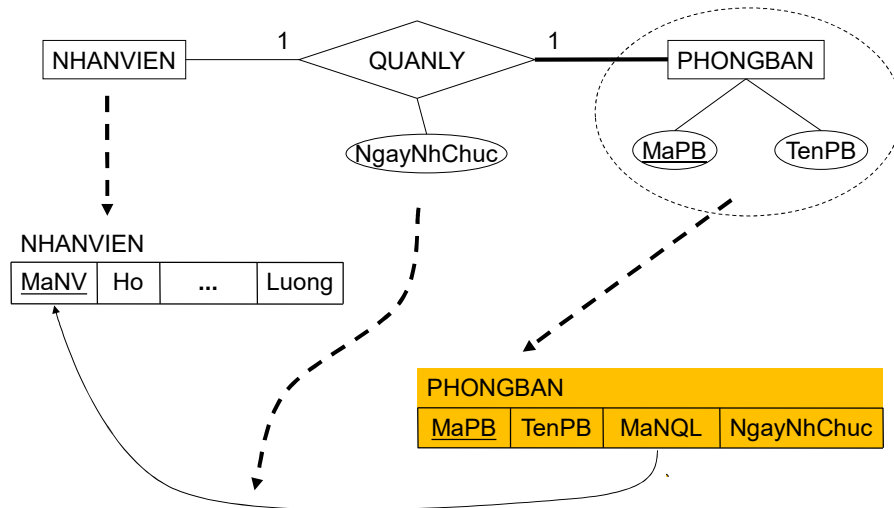 1
1
NHANVIEN
QUANLY
PHONGBAN
NgayNhChuc
MaPB
TenPB
NHANVIEN
MaNV Ho ... Luong
PHONGBAN
MaPB TenPB MaNQL NgayNhChuc